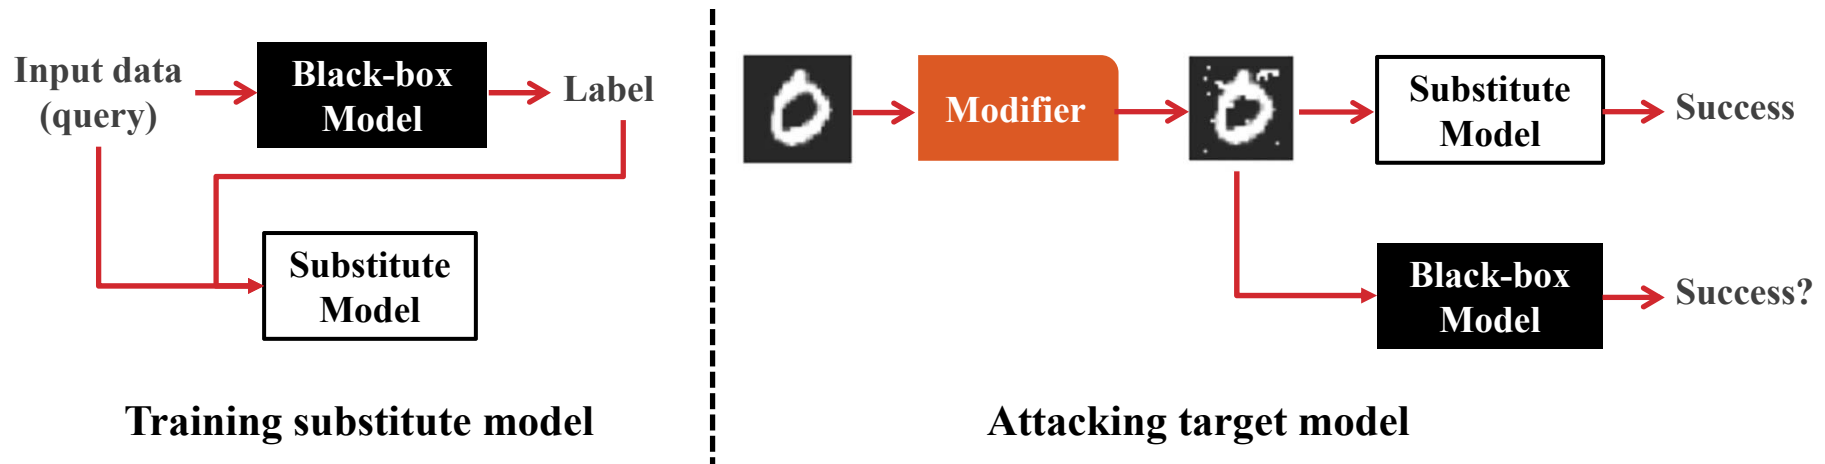 Input data
(query)
Black-box
Model
Label
Substitute
Model
Training substitute model
Modifier
Substitute
Model
Success
Black-box
Model
Success?
Attacking target model